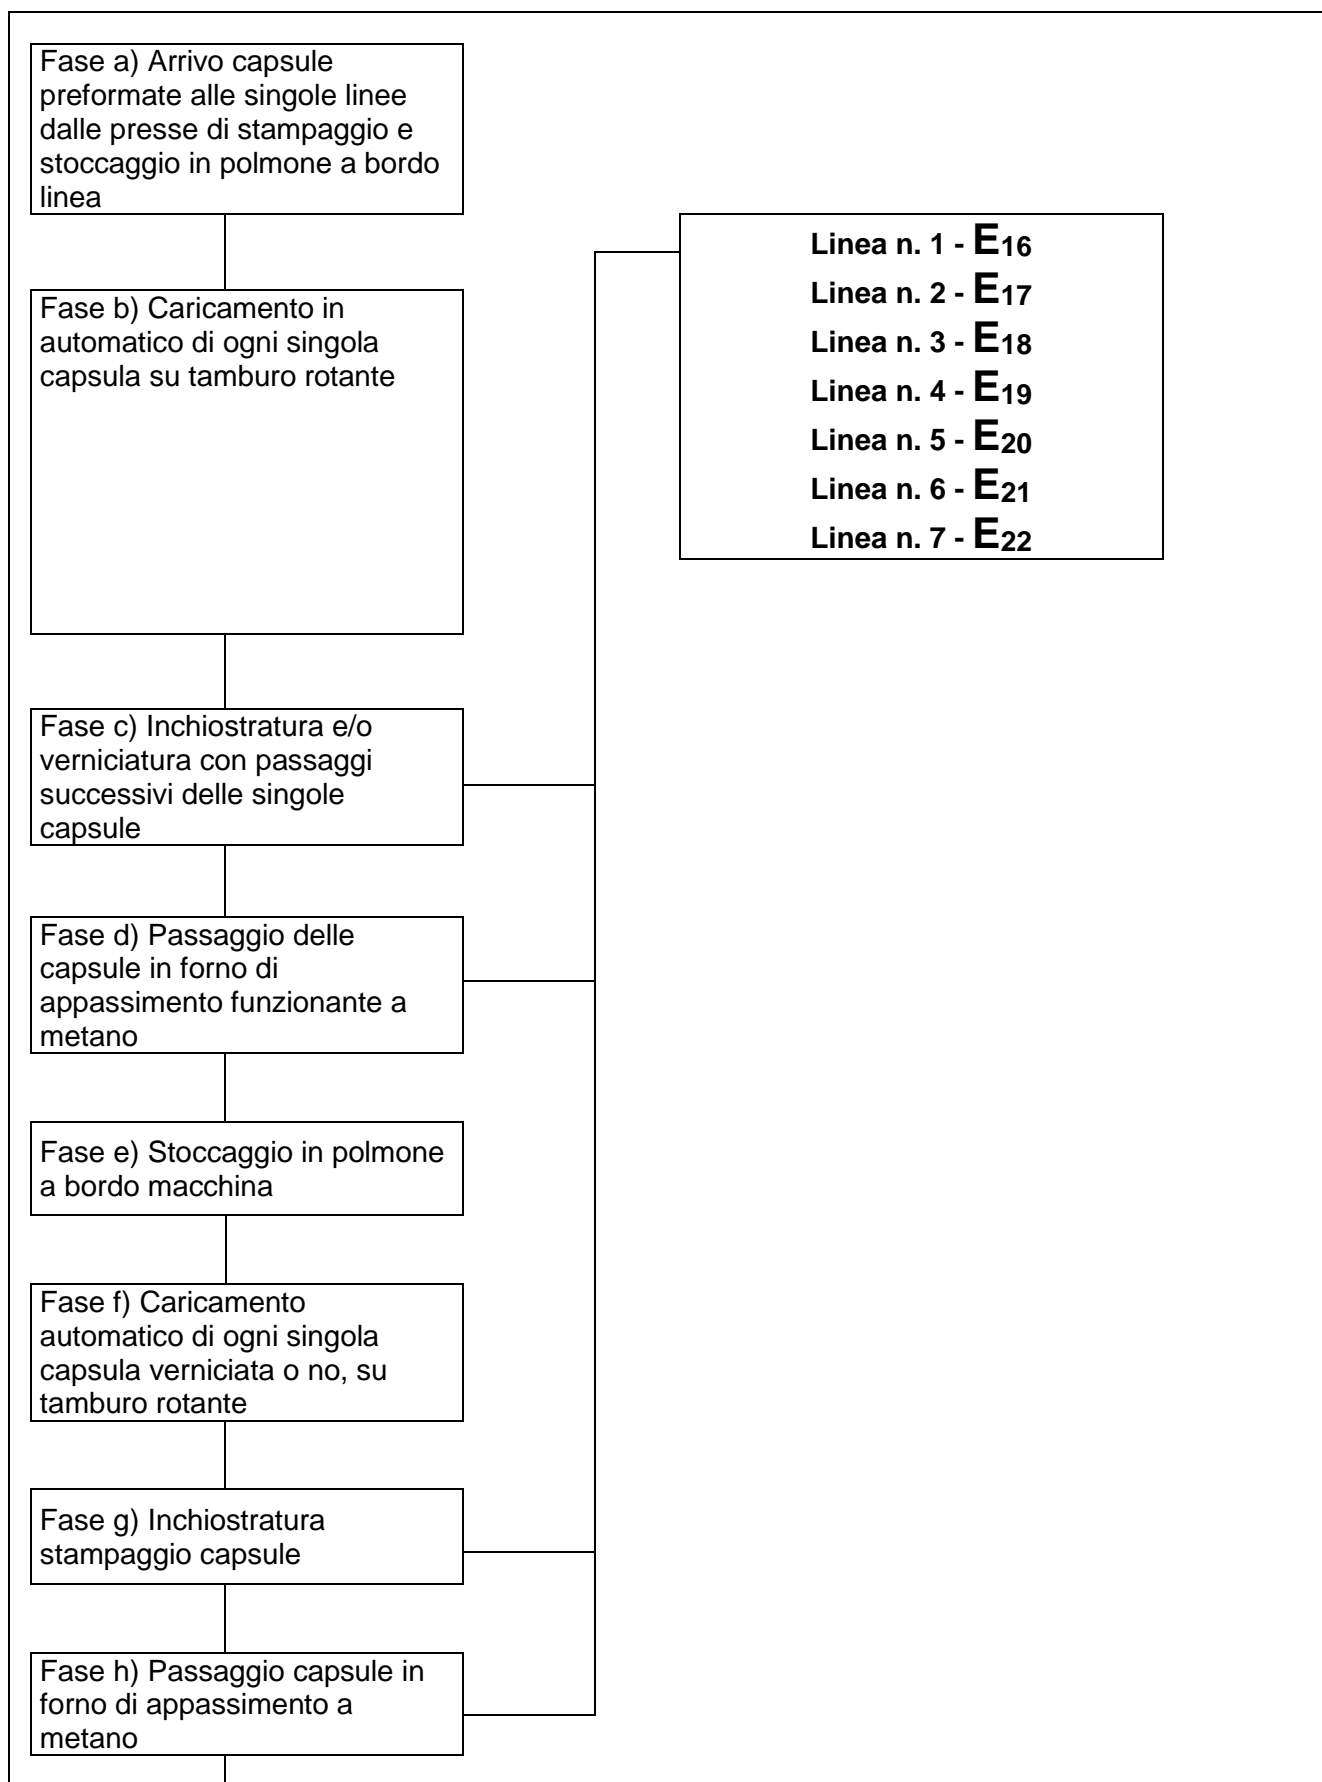 Fase a) Arrivo capsule
preformate alle singole linee
dalle presse di stampaggio e
stoccaggio in polmone a bordo
linea
Linea n. 1 - E16
Linea n. 2 - E17
Linea n. 3 - E18
Linea n. 4 - E19
Linea n. 5 - E20
Linea n. 6 - E21
Linea n. 7 - E22
Fase b) Caricamento in
automatico di ogni singola
capsula su tamburo rotante
Fase c) Inchiostratura e/o
verniciatura con passaggi
successivi delle singole
capsule
Fase d) Passaggio delle
capsule in forno di
appassimento funzionante a
metano
Fase e) Stoccaggio in polmone
a bordo macchina
Fase f) Caricamento
automatico di ogni singola
capsula verniciata o no, su
tamburo rotante
Fase g) Inchiostratura
stampaggio capsule
Fase h) Passaggio capsule in
forno di appassimento a
metano